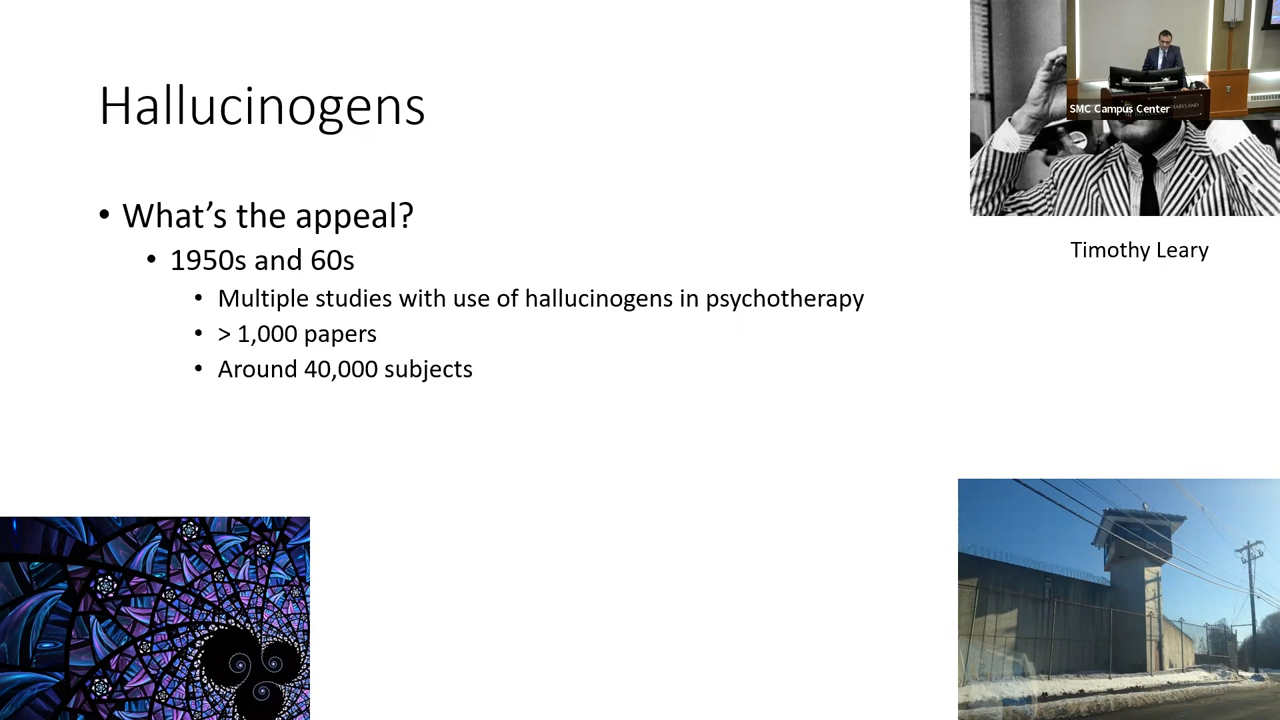 Hallucinogens
• What's the appeal?
• 1950s and 60s
• Multiple studies with use of hallucinogens in psychotherapy
• > 1,000 papers
• Around 40,000 subjects
SMC Campus Center
Timothy Leary